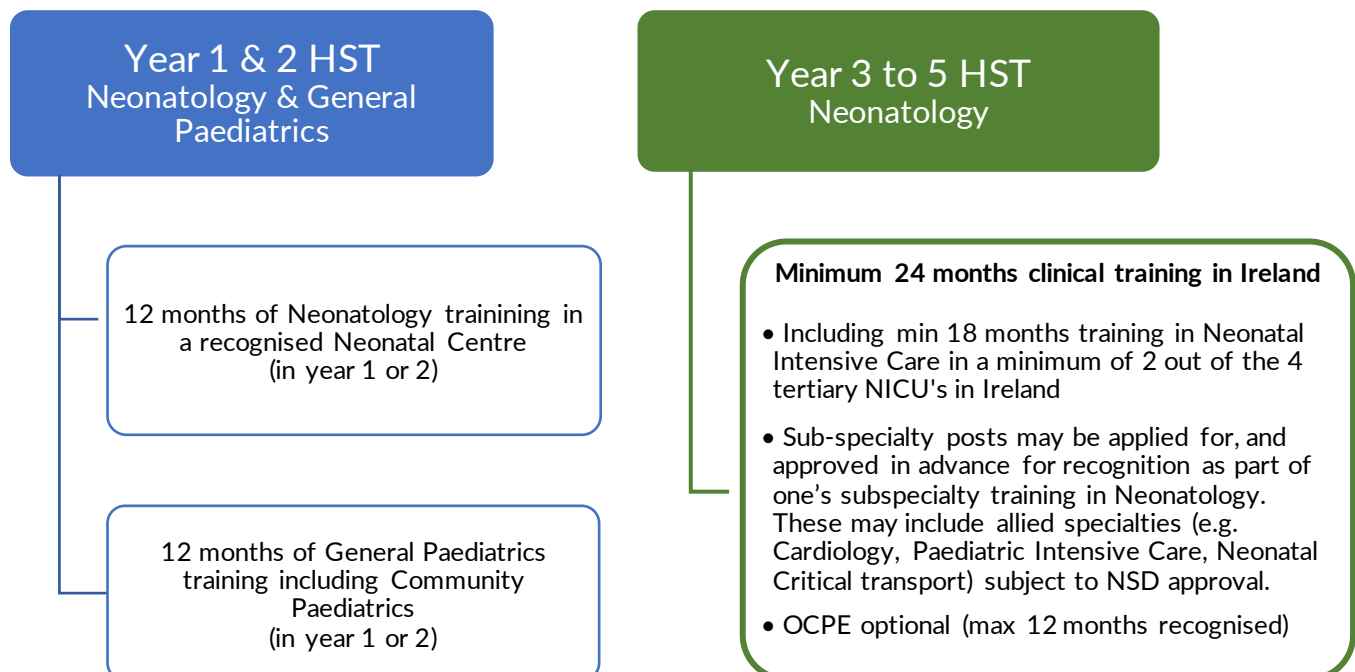 Year 1 & 2 HST
Neonatology & General
Paediatrics
12 months of Neonatology trainining in
a recognised Neonatal Centre
(in year 1 or 2)
12 months of General Paediatrics
training including Community
Paediatrics
(in year 1 or 2)
Year 3 to 5 HST
Neonatology
Minimum 24 months clinical training in Ireland
• Including min 18 months training in Neonatal
Intensive Care in a minimum of 2 out of the 4
tertiary NICU's in Ireland
• Sub-specialty posts may be applied for, and
approved in advance for recognition as part of
one’s subspecialty training in Neonatology.
These may include allied specialties (e.g.
Cardiology, Paediatric Intensive Care, Neonatal
Critical transport) subject to NSD approval.
• OCPE optional (max 12 months recognised)